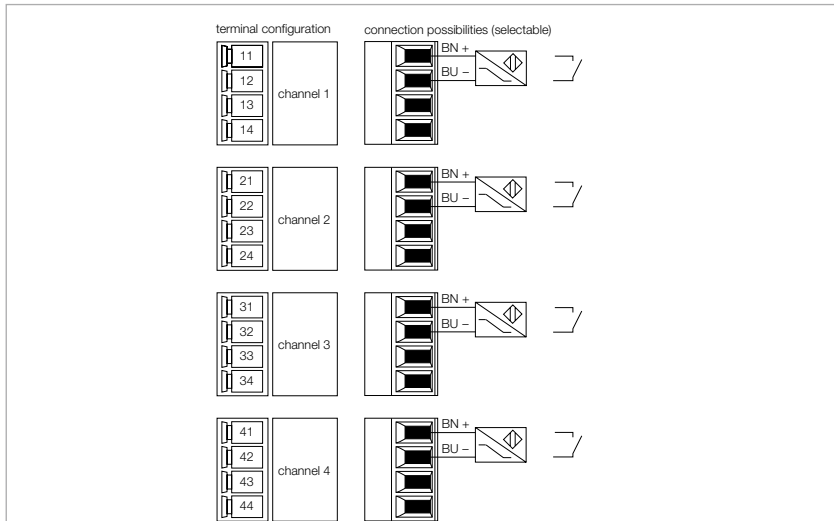 terminal configuration
connection possibilities (selectable)
11
12
13
14
channel 1
BN +
BU –
21
22
23
24
channel 2
BN +
BU –
31
32
33
34
channel 3
BN +
BU –
41
42
43
44
channel 4
BN +
BU –